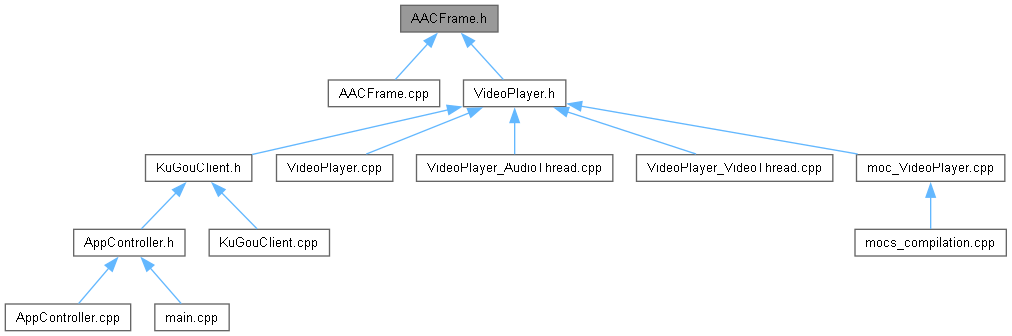 AACFrame.h
AACFrame.cpp
VideoPlayer.h
KuGouClient.h
VideoPlayer.cpp
VideoPlayer_AudioThread.cpp
VideoPlayer_VideoThread.cpp
moc_VideoPlayer.cpp
AppController.h
KuGouClient.cpp
mocs_compilation.cpp
AppController.cpp
main.cpp